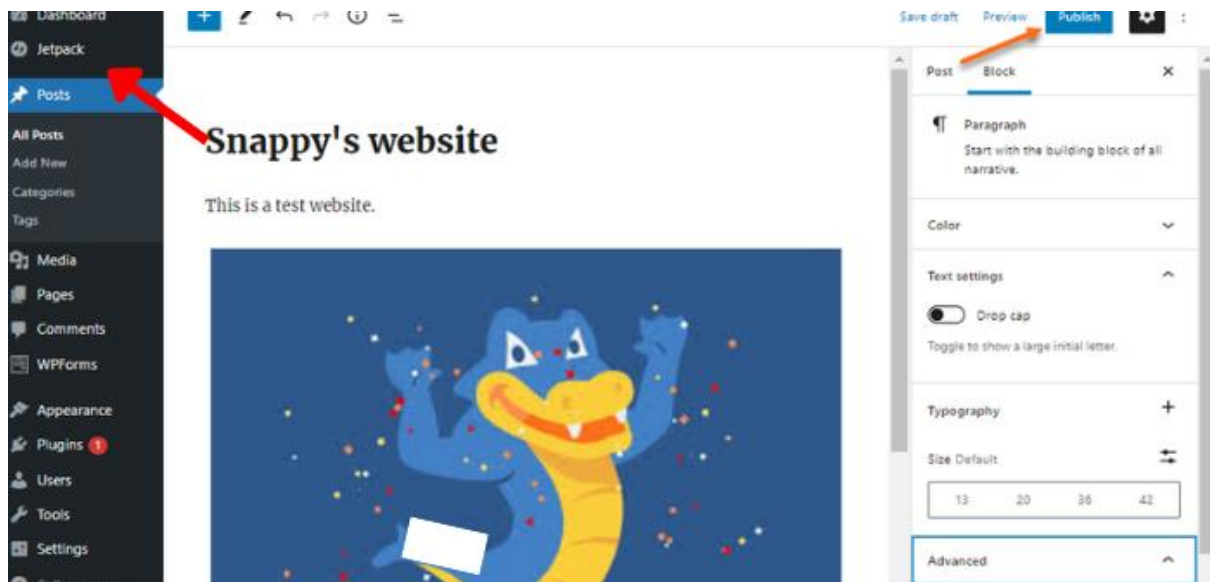 Dashboard
Jetpack
Posts
All Posts
Add New
Categories
Tags
Media
Pages
Comments
WPForms
Appearance
Plugins 1
Users
Tools
Settings
Snappy's website
This is a test website.
Save draft Preview Publish
Post Block
Paragraph
Start with the building block of all
narrative.
Color
Text settings
Drop cap
Toggle to show a large initial letter.
Typography
Size Default
13 20 36 42
Advanced